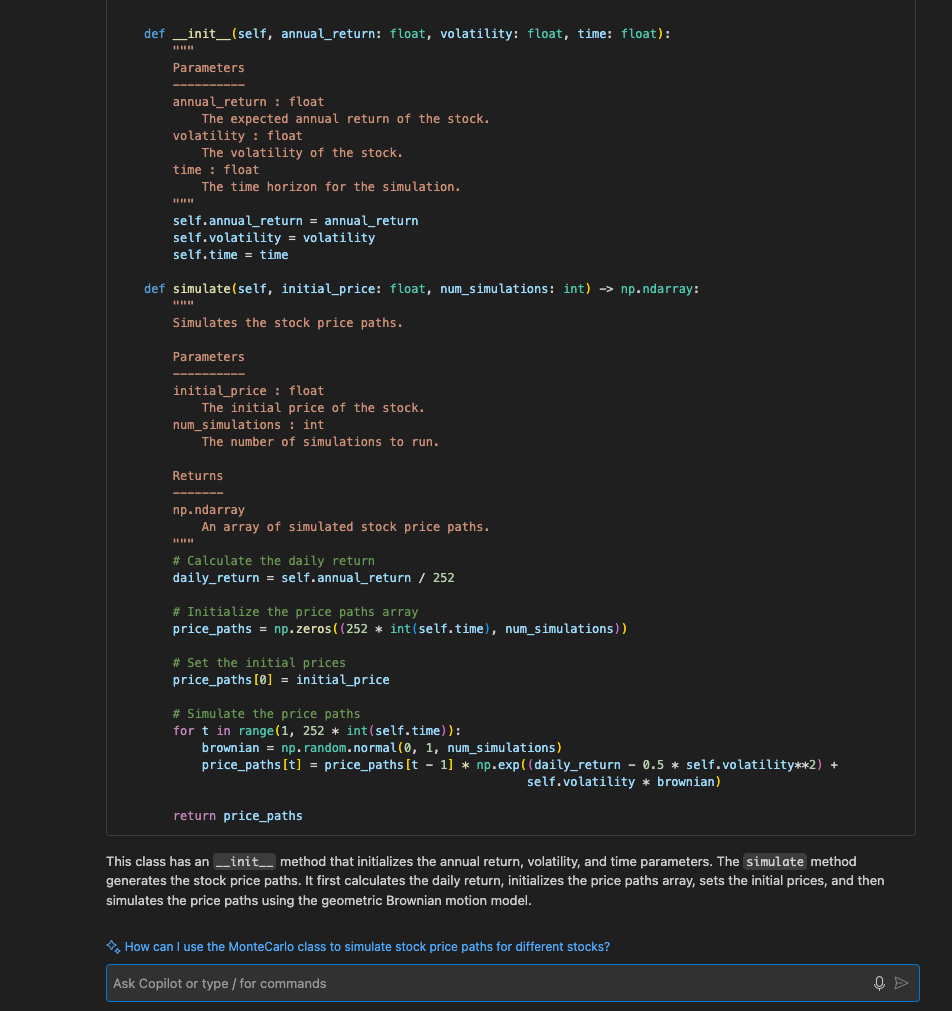 def __init__(self, annual_return: float, volatility: float, time: float):
"""
Parameters
----------
annual_return : float
The expected annual return of the stock.
volatility : float
The volatility of the stock.
time : float
The time horizon for the simulation.
"""
self.annual_return = annual_return
self.volatility = volatility
self.time = time
def simulate(self, initial_price: float, num_simulations: int) -> np.ndarray:
"""
Simulates the stock price paths.
Parameters
----------
initial_price : float
The initial price of the stock.
num_simulations : int
The number of simulations to run.
Returns
-------
np.ndarray
An array of simulated stock price paths.
"""
# Calculate the daily return
daily_return = self.annual_return / 252
# Initialize the price paths array
price_paths = np.zeros((252 * int(self.time), num_simulations))
# Set the initial prices
price_paths[0] = initial_price
# Simulate the price paths
for t in range(1, 252 * int(self.time)):
brownian = np.random.normal(0, 1, num_simulations)
price_paths[t] = price_paths[t - 1] * np.exp((daily_return - 0.5 * self.volatility**2) +
self.volatility * brownian)
return price_paths
This class has an __init__ method that initializes the annual return, volatility, and time parameters. The simulate method
generates the stock price paths. It first calculates the daily return, initializes the price paths array, sets the initial prices, and then
simulates the price paths using the geometric Brownian motion model.
How can I use the MonteCarlo class to simulate stock price paths for different stocks?
Ask Copilot or type / for commands